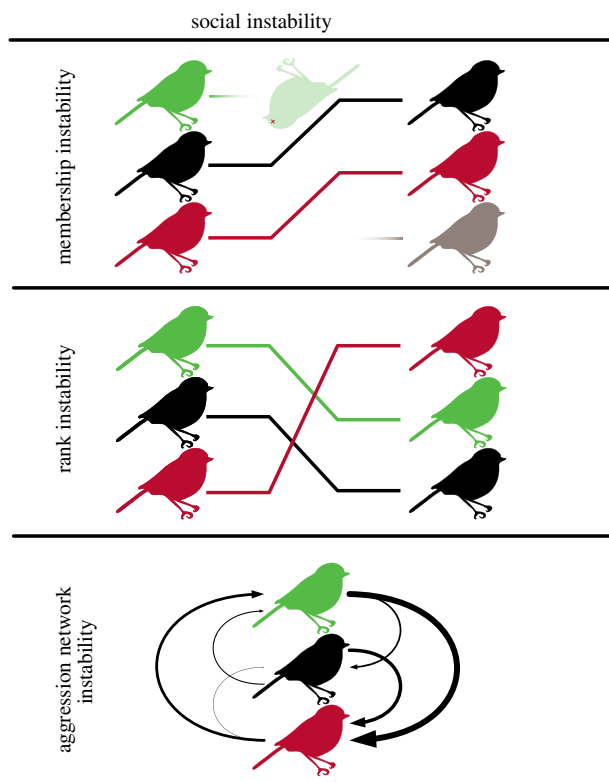 social instability
membership instability
rank instability
aggression network
instability